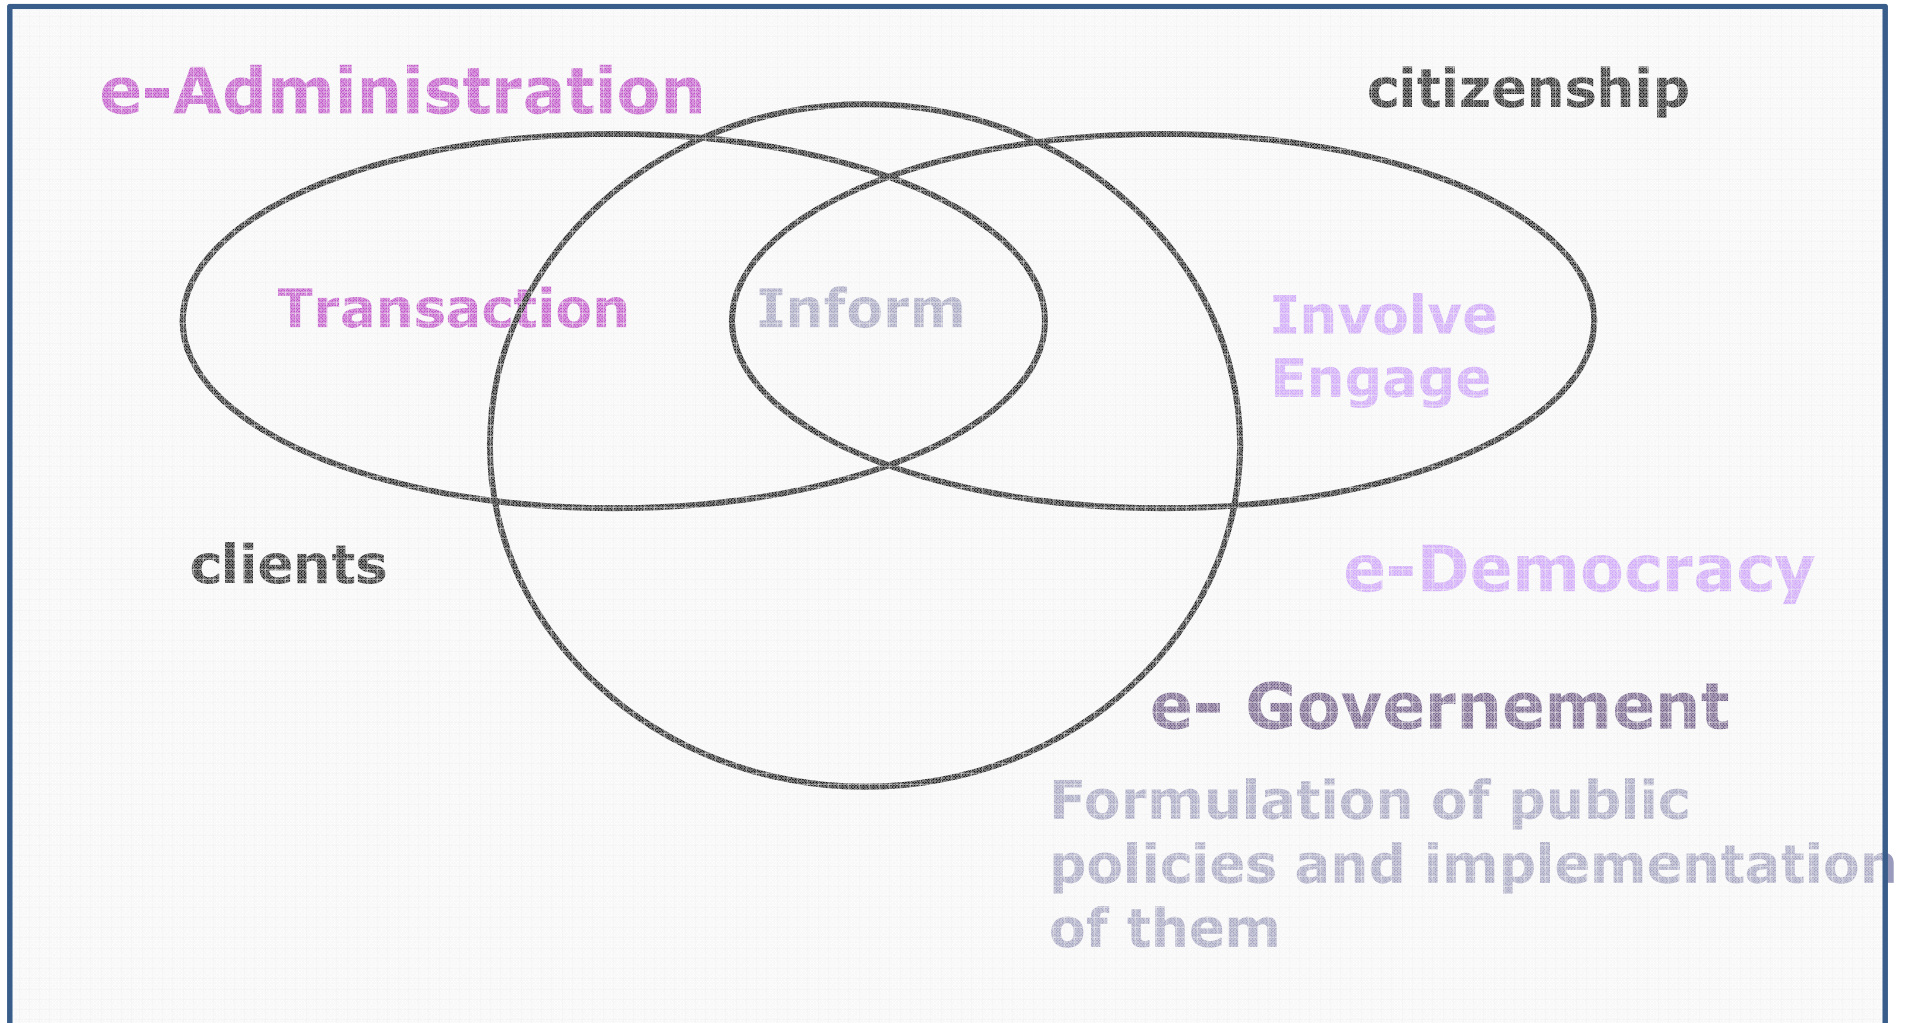 e-Administration
citizenship
Transaction
Inform
Involve
Engage
clients
e-Democracy
e- Governement
Formulation of public
policies and implementation
of them